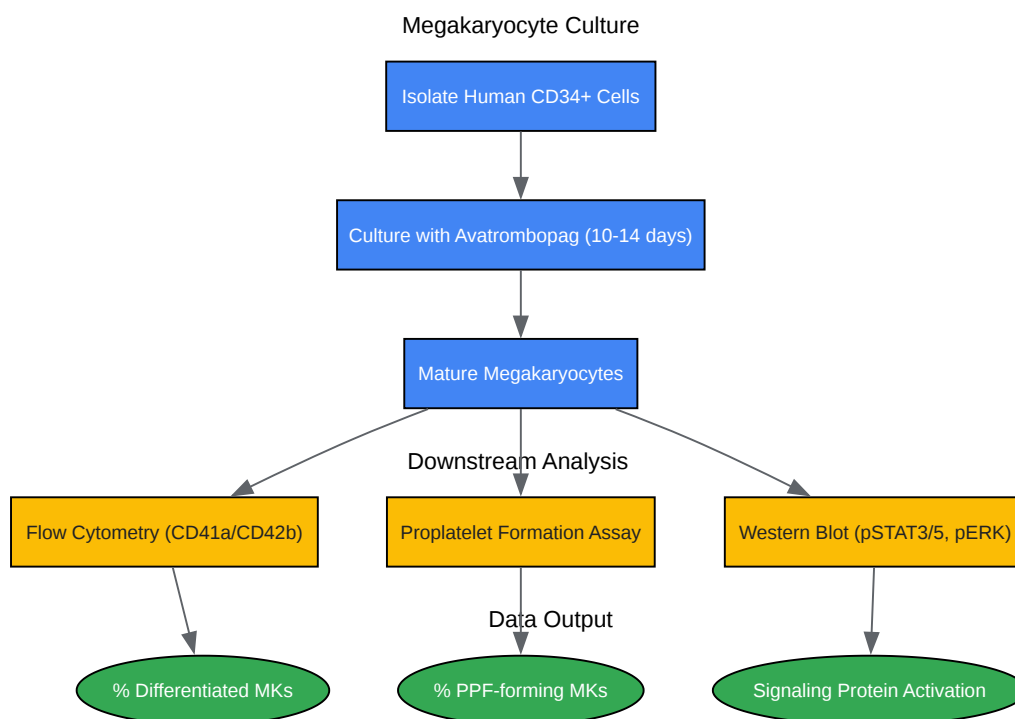 Megakaryocyte Culture
Isolate Human CD34+ Cells
Culture with Avatrombopag (10-14 days)
Mature Megakaryocytes
Downstream Analysis
Flow Cytometry (CD41a/CD42b)
Proplatelet Formation Assay
Western Blot (pSTAT3/5, pERK)
Data Output
% Differentiated MKs
% PPF-forming MKs
Signaling Protein Activation